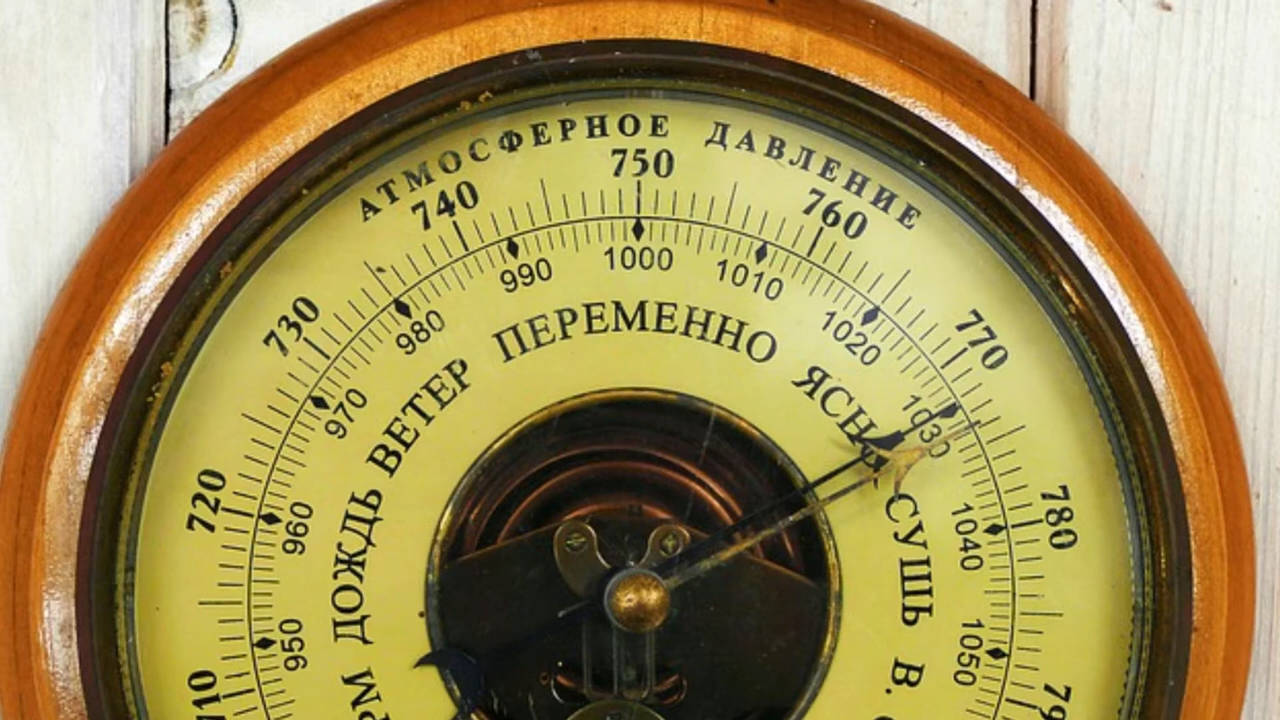 АТМОСФЕРНОЕ ДАВЛЕНИЕ
710 720 730 740 750 760 770 780
950 960 970 980 990 1000 1010 1020 1030 1040 1050
ДОЖДЬ ВЕТЕР ПЕРЕМЕННО ЯСНО СУШЬ В.